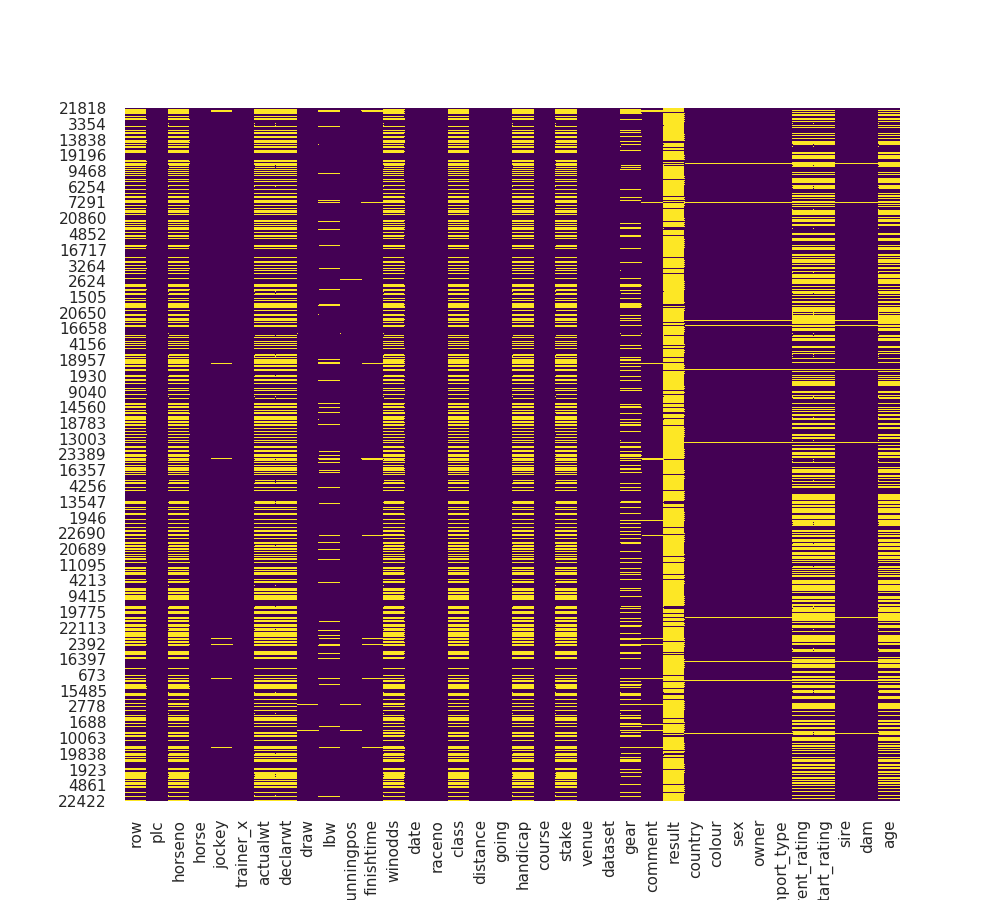 21818
3354
13838
19196
9468
6254
7291
20860
4852
16717
3264
2624
1505
20650
16658
4156
18957
1930
9040
14560
18783
13003
23389
16357
4256
13547
1946
22690
20689
11095
4213
9415
19775
22113
2392
16397
673
15485
2778
1688
10063
19838
1923
4861
22422
row
plc
horseno
horse
jockey
trainer_x
actualwt
declarwt
draw
lbw
unningpos
finishtime
winodds
date
raceno
class
distance
going
handicap
course
stake
venue
dataset
gear
comment
result
country
colour
sex
owner
nport_type
ent_rating
tart_rating
sire
dam
age